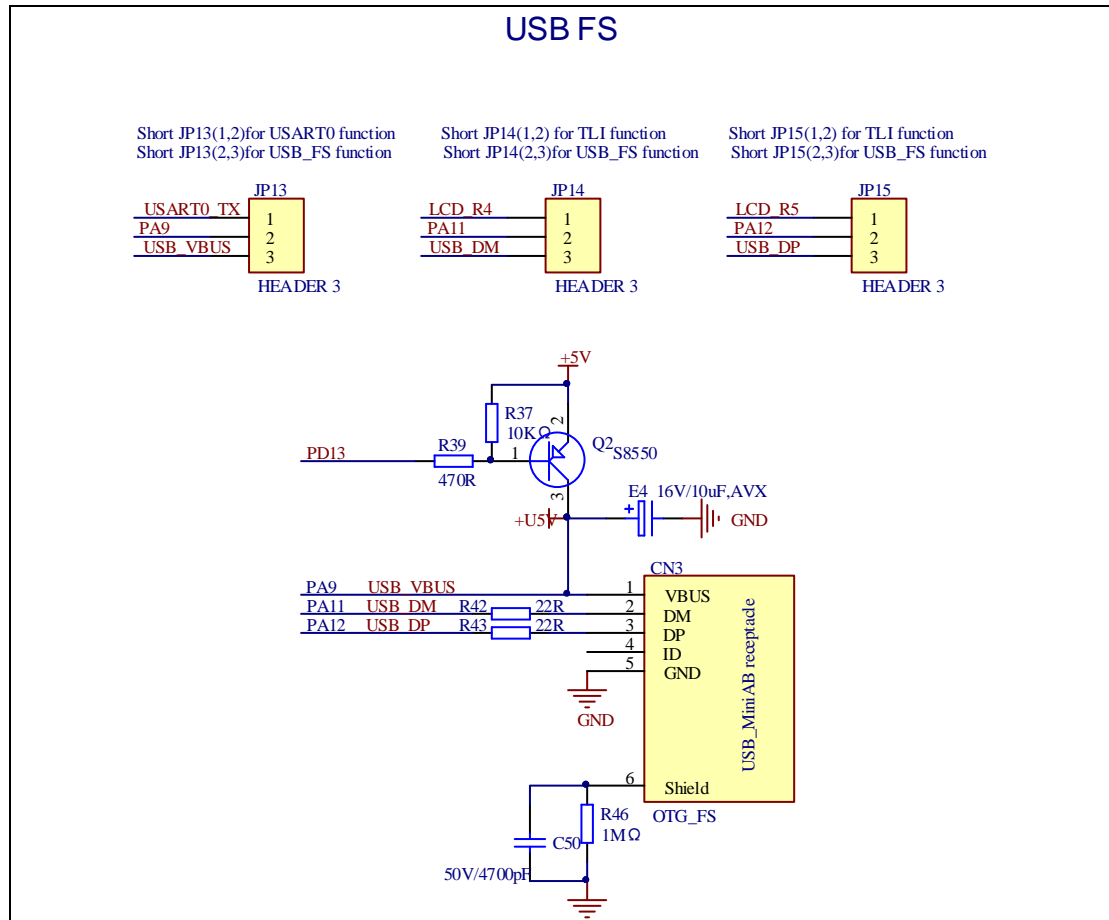 USB FS
Short JP13(1,2)for USART0 function
Short JP13(2,3)for USB_FS function
Short JP14(1,2) for TLI function
Short JP14(2,3)for USB_FS function
Short JP15(1,2) for TLI function
Short JP15(2,3)for USB_FS function
JP13
USART0_TX 1
PA9 2
USB_VBUS 3
HEADER 3
JP14
LCD_R4 1
PA11 2
USB_DM 3
HEADER 3
JP15
LCD_R5 1
PA12 2
USB_DP 3
HEADER 3
+5V
R37
10KΩ
2
Q2
S8550
PD13
R39
470R
1
3
E4 16V/10uF,AVX
+
+U5V
GND
CN3
PA9 USB_VBUS 1 VBUS
PA11 USB_DM R42 22R 2 DM
PA12 USB_DP R43 22R 3 DP
4 ID
5 GND
GND
USB_MiniAB receptacle
6 Shield
OTG_FS
R46
1MΩ
C50
50V/4700pF